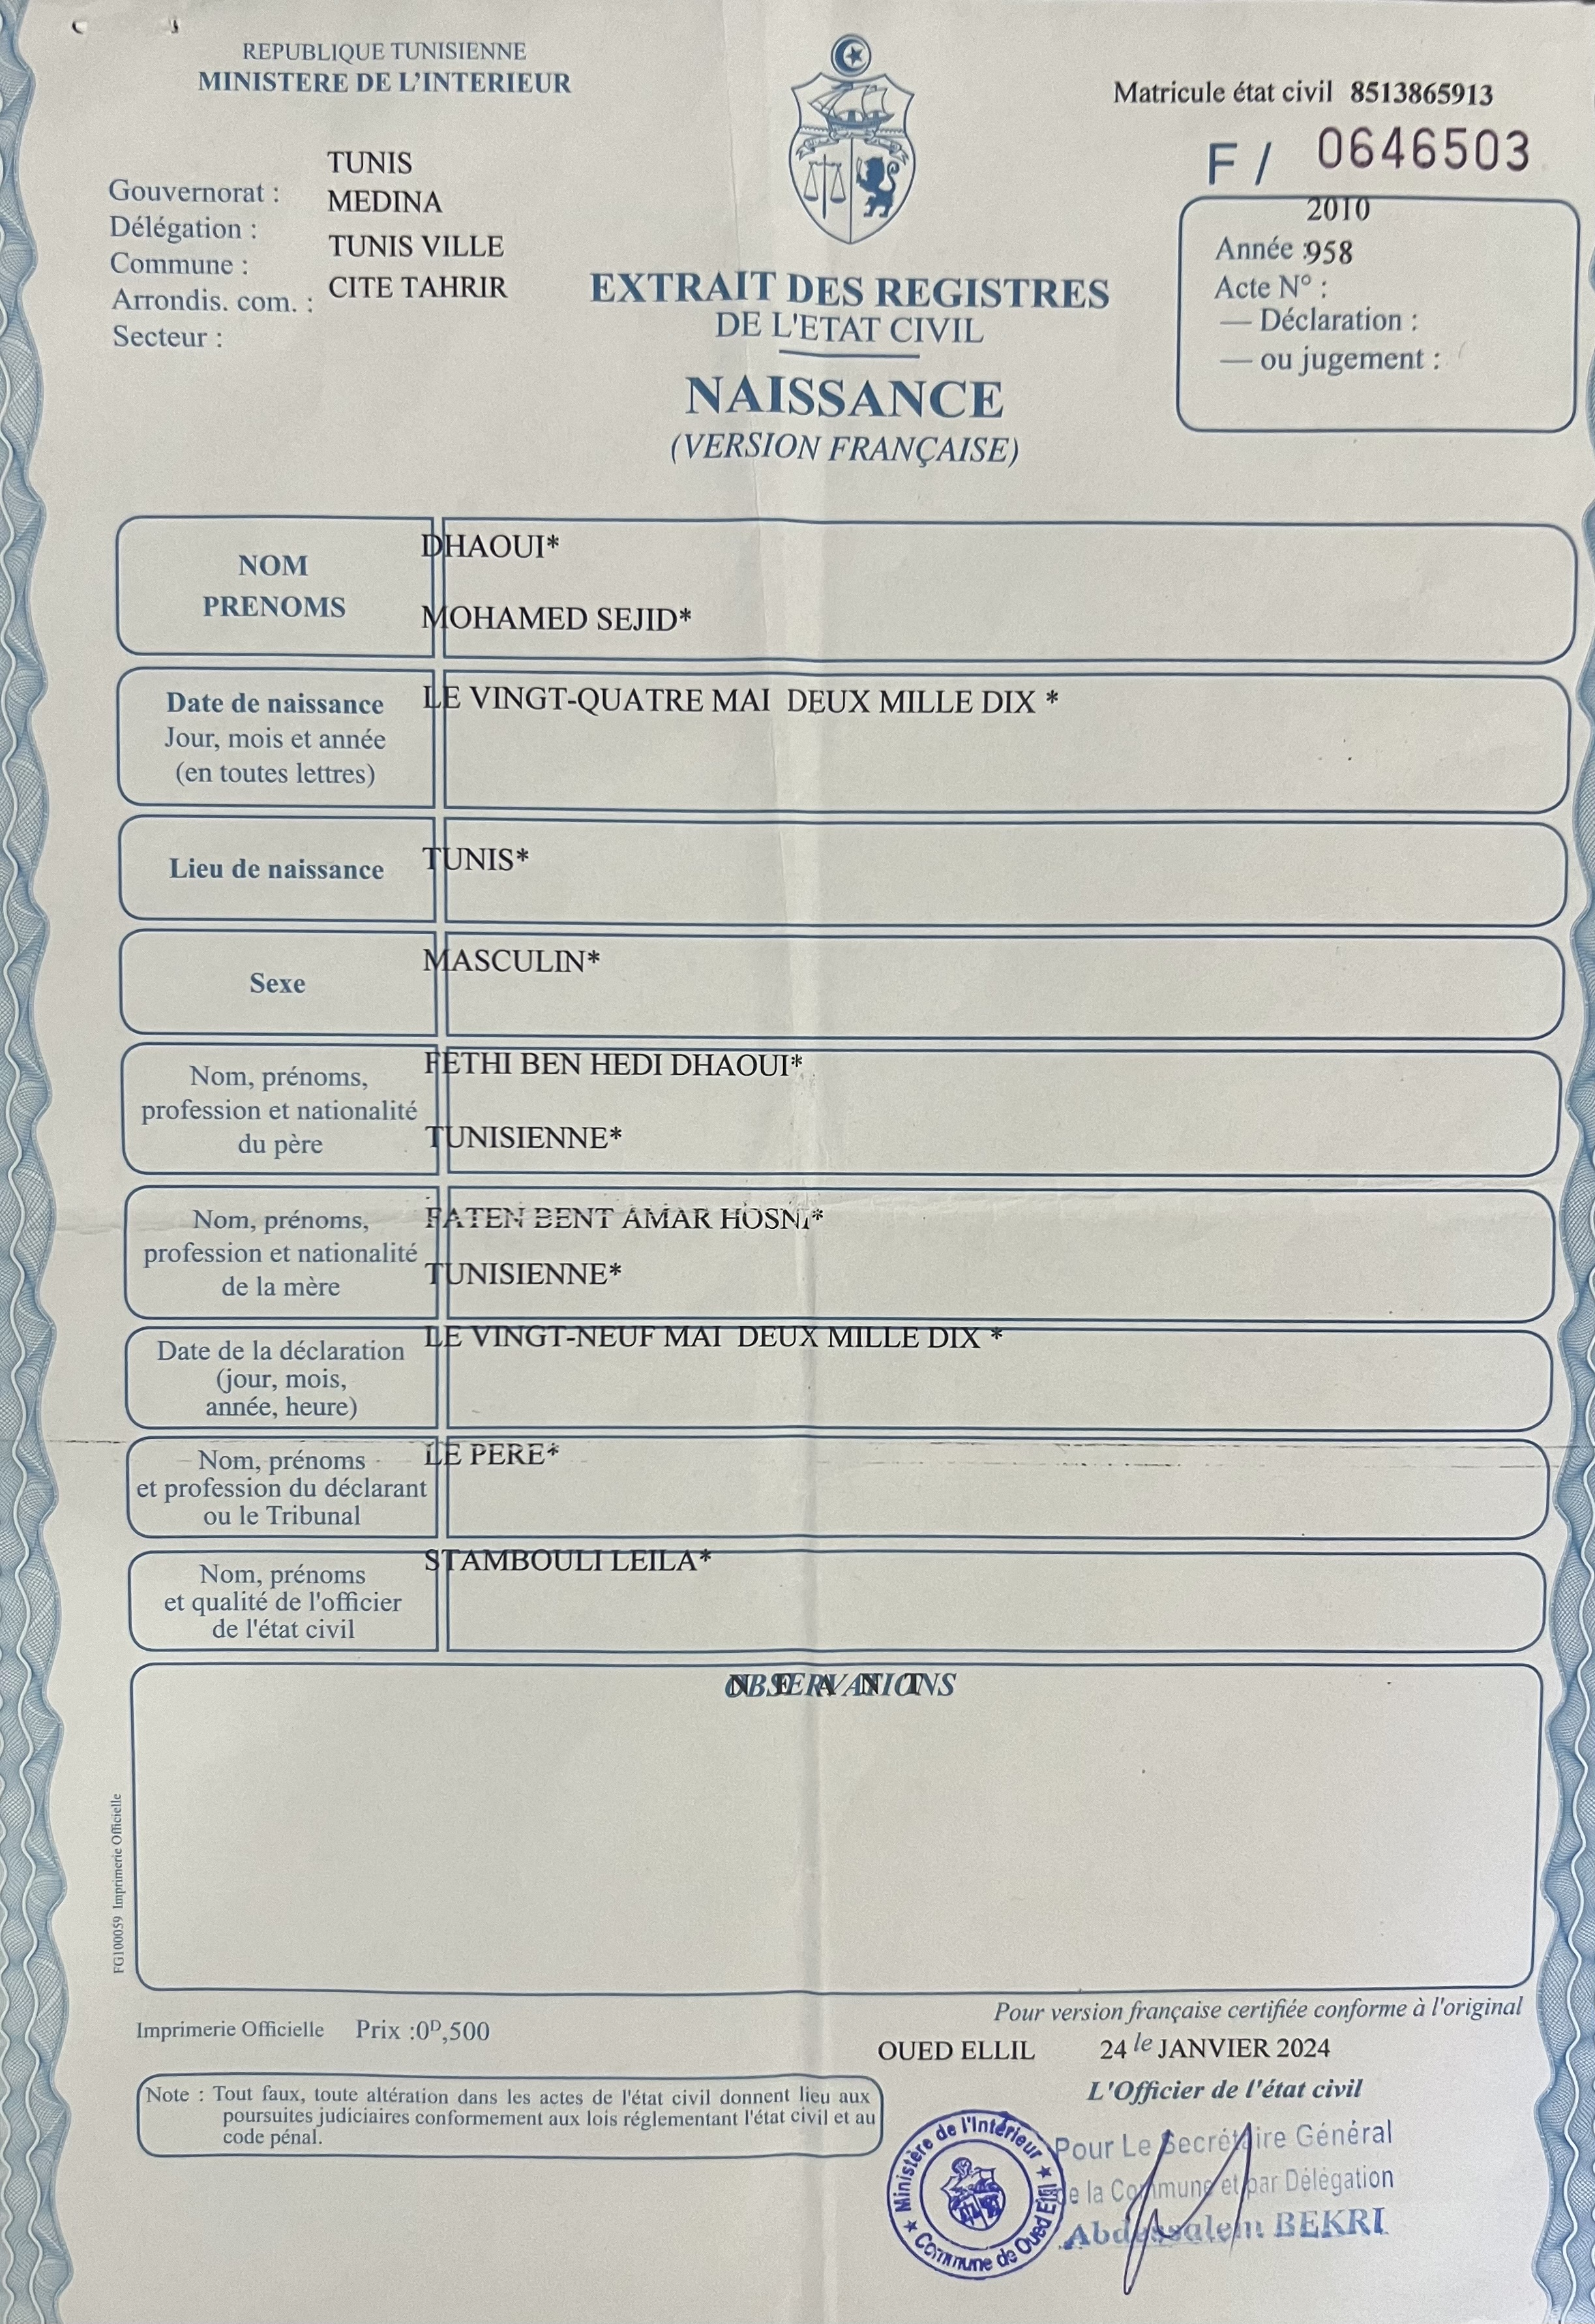 REPUBLIQUE TUNISIENNE
MINISTERE DE L'INTERIEUR
Matricule état civil 8513865913
F / 0646503
TUNIS
Gouvernorat :
MEDINA
Délégation :
TUNIS VILLE
Commune :
CITE TAHRIR
Arrondis. com. :
Secteur :
2010
Année :958
Acte N° :
— Déclaration :
— ou jugement :
EXTRAIT DES REGISTRES
DE L'ETAT CIVIL
NAISSANCE
(VERSION FRANÇAISE)
NOM
PRENOMS
DHAOUI*
MOHAMED SEJID*
Date de naissance
Jour, mois et année
(en toutes lettres)
LE VINGT-QUATRE MAI DEUX MILLE DIX *
Lieu de naissance
TUNIS*
Sexe
MASCULIN*
Nom, prénoms,
profession et nationalité
du père
FETHI BEN HEDI DHAOUI*
TUNISIENNE*
Nom, prénoms,
profession et nationalité
de la mère
FATEN BENT AMAR HOSNI*
TUNISIENNE*
Date de la déclaration
(jour, mois,
année, heure)
LE VINGT-NEUF MAI DEUX MILLE DIX *
Nom, prénoms
et profession du déclarant
ou le Tribunal
LE PERE*
Nom, prénoms
et qualité de l'officier
de l'état civil
STAMBOULI LEILA*
OBSERVATIONS
N E A N T
FG100059 Imprimerie Officielle
Pour version française certifiée conforme à l'original
Imprimerie Officielle Prix :0D,500
OUED ELLIL 24 le JANVIER 2024
L'Officier de l'état civil
Note : Tout faux, toute altération dans les actes de l'état civil donnent lieu aux
poursuites judiciaires conformement aux lois réglementant l'état civil et au
code pénal.
Ministère de l'Intérieur
Commune de Oued Ellil
Pour Le Secrétaire Général
de la Commune et par Délégation
Abdessalem BEKRI